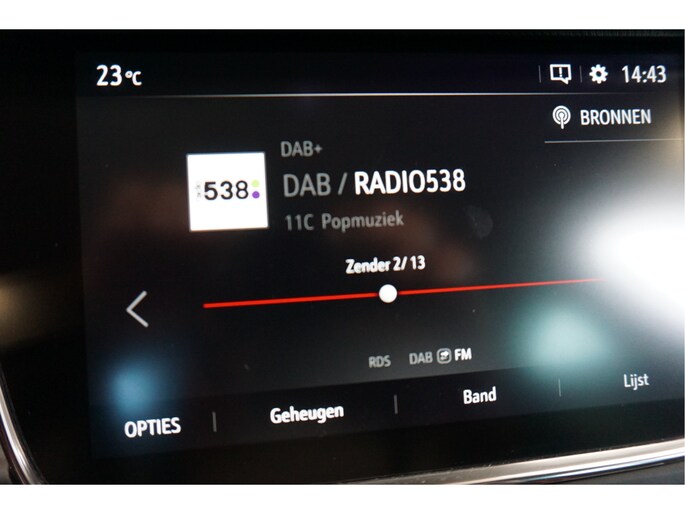 23°C 14:43
BRONNEN
DAB+
538
DAB / RADIO538
11C Popmuziek
Zender 2/13
RDS DAB FM
OPTIES Geheugen Band Lijst